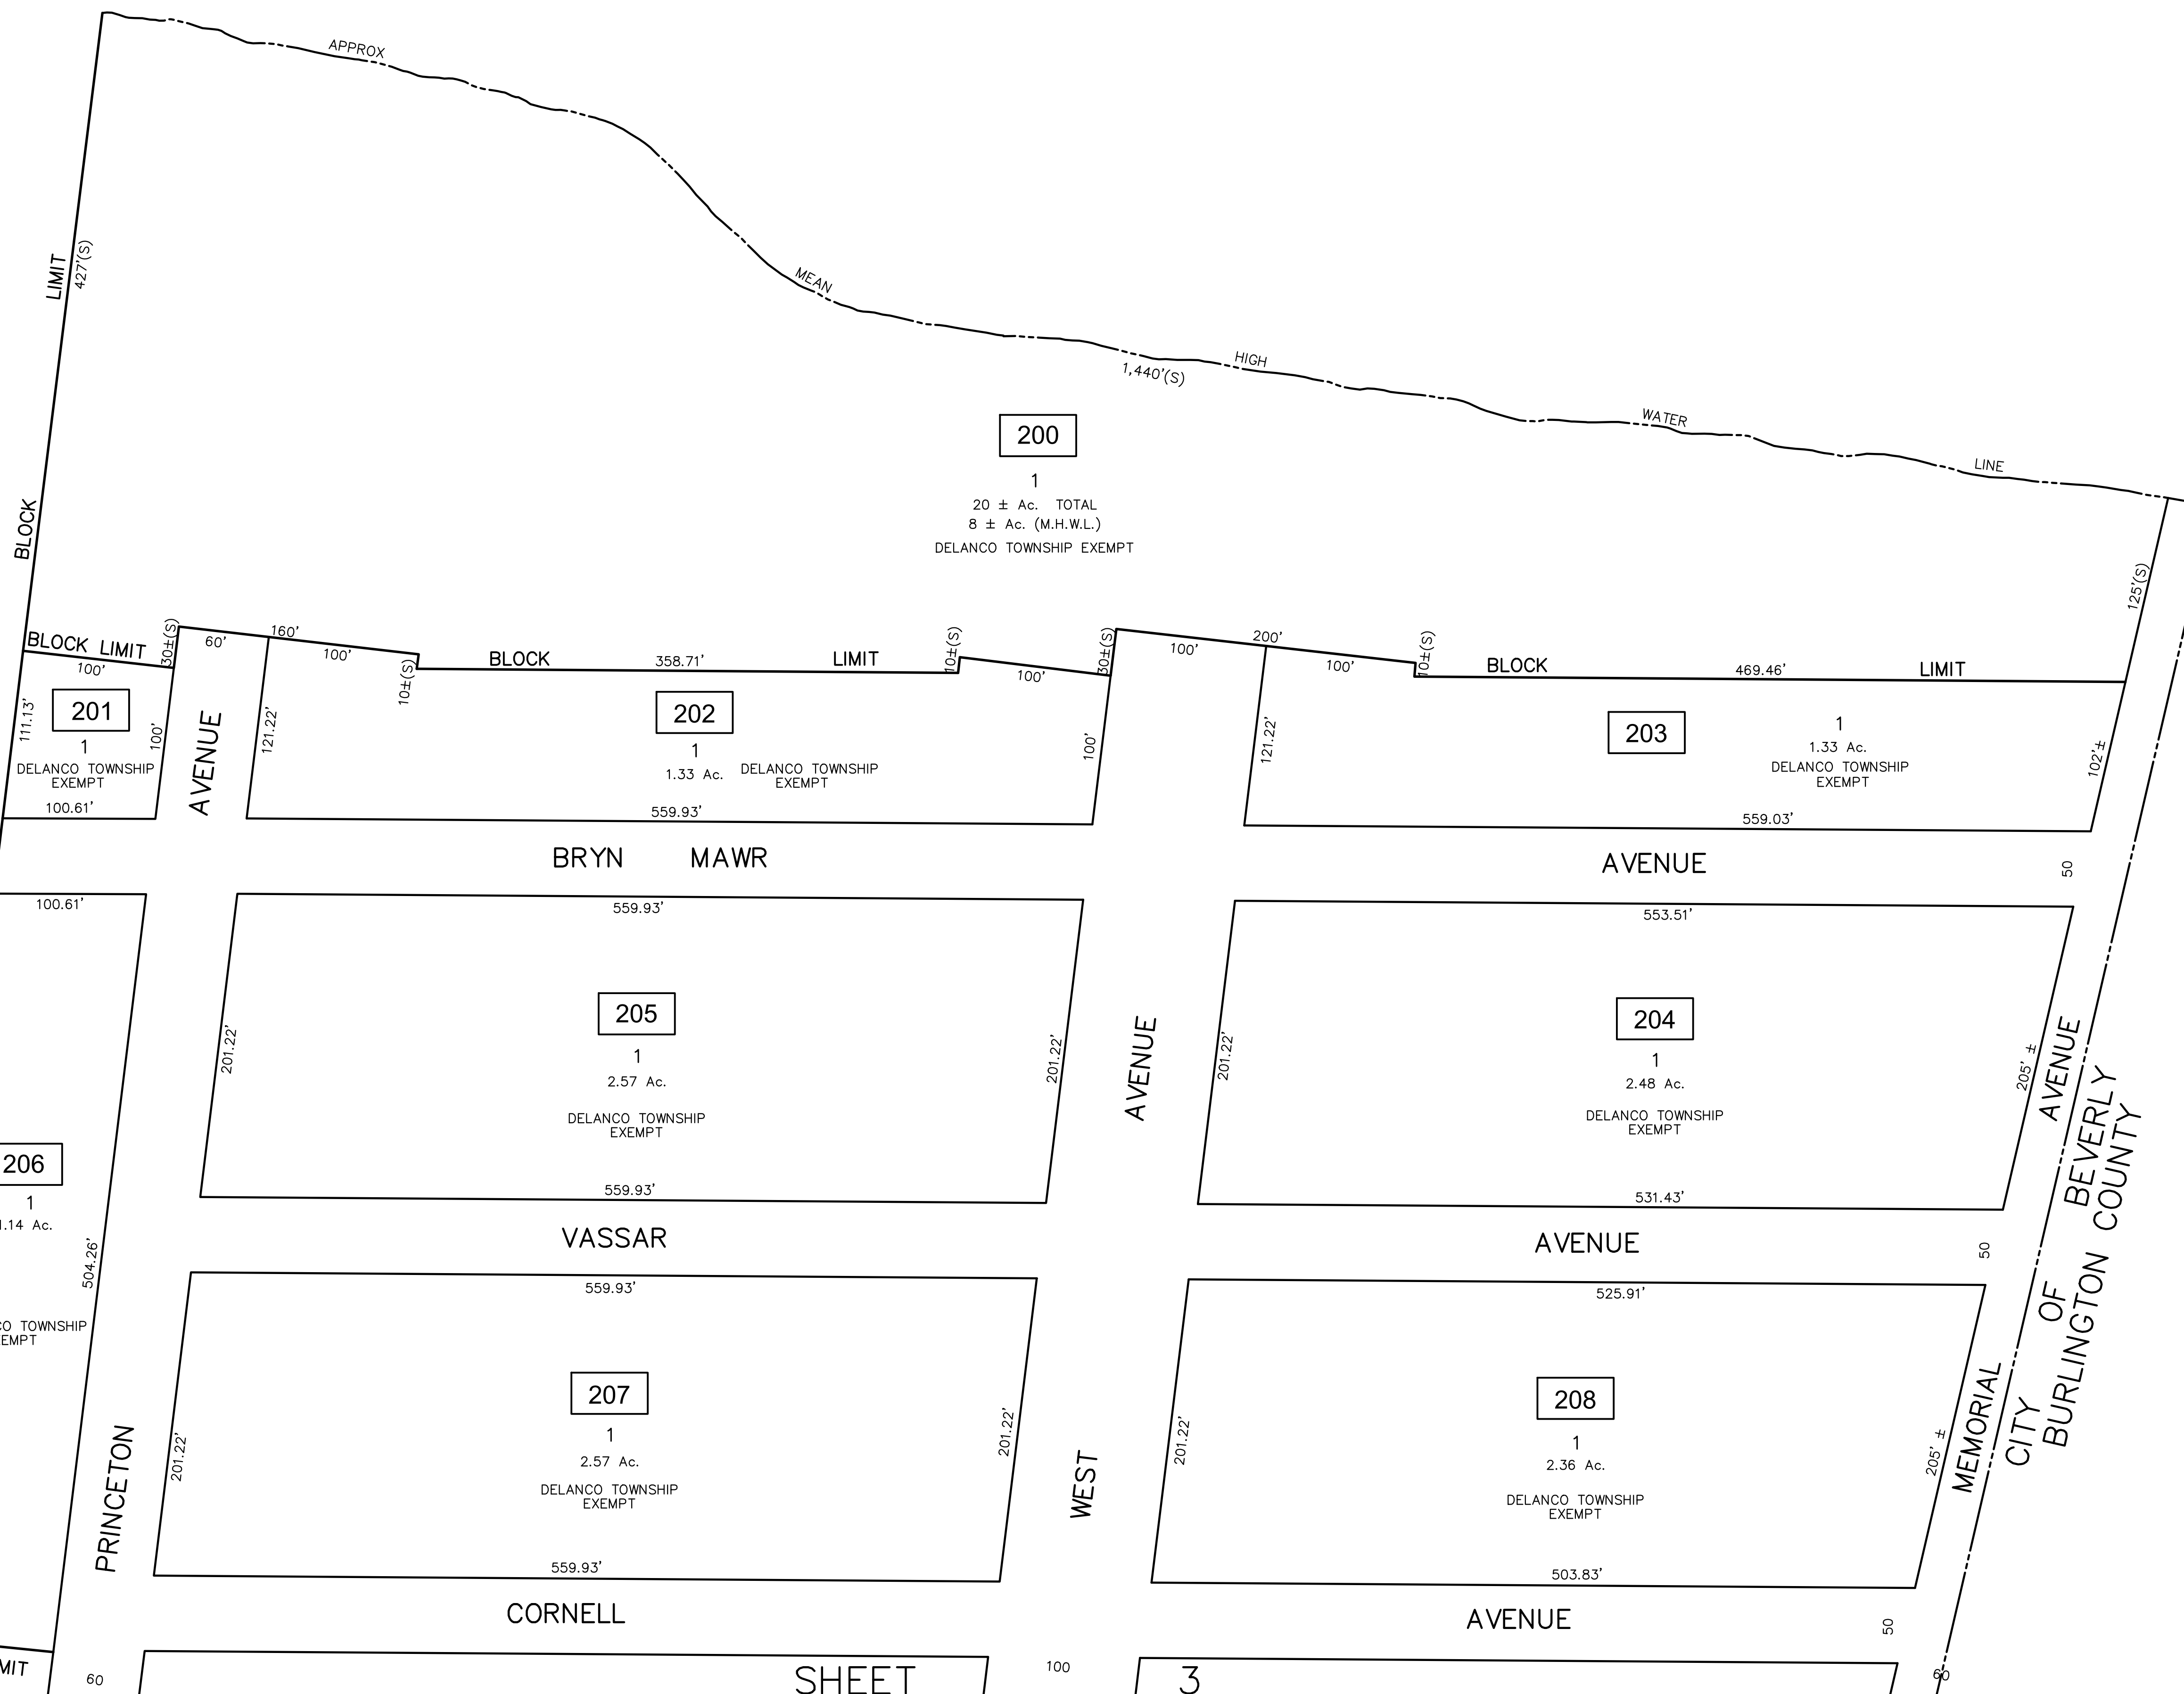 APPROX
MEAN
HIGH
WATER
LINE
1,440'(S)
BLOCK LIMIT
427'(S)
200
1
20 ± Ac. TOTAL
8 ± Ac. (M.H.W.L.)
DELANCO TOWNSHIP EXEMPT
125'(S)
BLOCK LIMIT
100'
30±(S)
60'
160'
100'
10±(S)
BLOCK 358.71' LIMIT
10±(S)
100'
30±(S)
100'
200'
100'
10±(S)
BLOCK 469.46' LIMIT
111.13'
201
1
DELANCO TOWNSHIP
EXEMPT
100'
100.61'
AVENUE
121.22'
202
1
1.33 Ac.
DELANCO TOWNSHIP
EXEMPT
559.93'
100'
121.22'
203
1
1.33 Ac.
DELANCO TOWNSHIP
EXEMPT
102'±
559.03'
BRYN MAWR AVENUE
50
100.61'
559.93'
553.51'
201.22'
205
1
2.57 Ac.
DELANCO TOWNSHIP
EXEMPT
201.22'
559.93'
AVENUE
201.22'
204
1
2.48 Ac.
DELANCO TOWNSHIP
EXEMPT
205' ±
531.43'
206
1
.14 Ac.
504.26'
TOWNSHIP
VASSAR AVENUE
50
559.93'
525.91'
201.22'
207
1
2.57 Ac.
DELANCO TOWNSHIP
EXEMPT
201.22'
559.93'
201.22'
208
1
2.36 Ac.
DELANCO TOWNSHIP
EXEMPT
205' ±
503.83'
PRINCETON
WEST
MEMORIAL AVENUE
CITY OF BEVERLY
BURLINGTON COUNTY
CORNELL AVENUE
50
60
100
60
SHEET 3